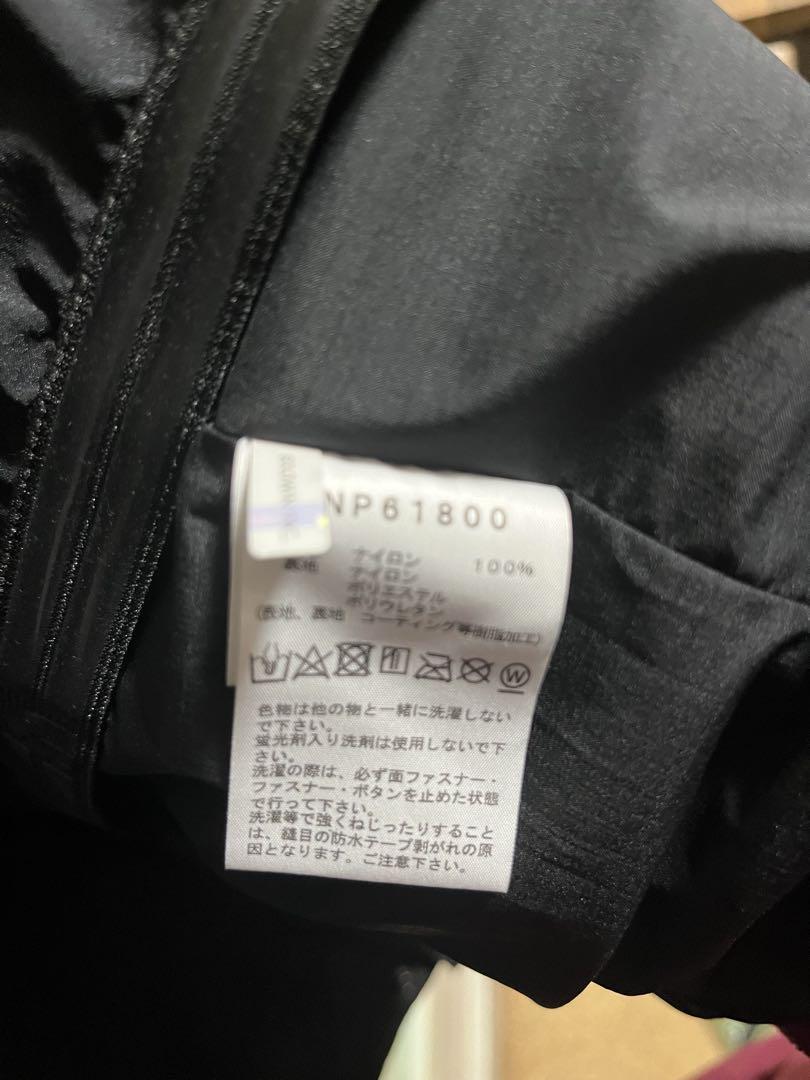 NP61800
表地 ナイロン 100%
ナイロン
ポリエステル
ポリウレタン
(表地、裏地 コーティング等樹脂加工)
W
色物は他の物と一緒に洗濯しない
で下さい。
蛍光剤入り洗剤は使用しないで下
さい。
洗濯の際は、必ず面ファスナー・
ファスナー・ボタンを止めた状態
で行って下さい。
洗濯等で強くねじったりすること
は、縫目の防水テープ剥がれの原
因となります。ご注意下さい。